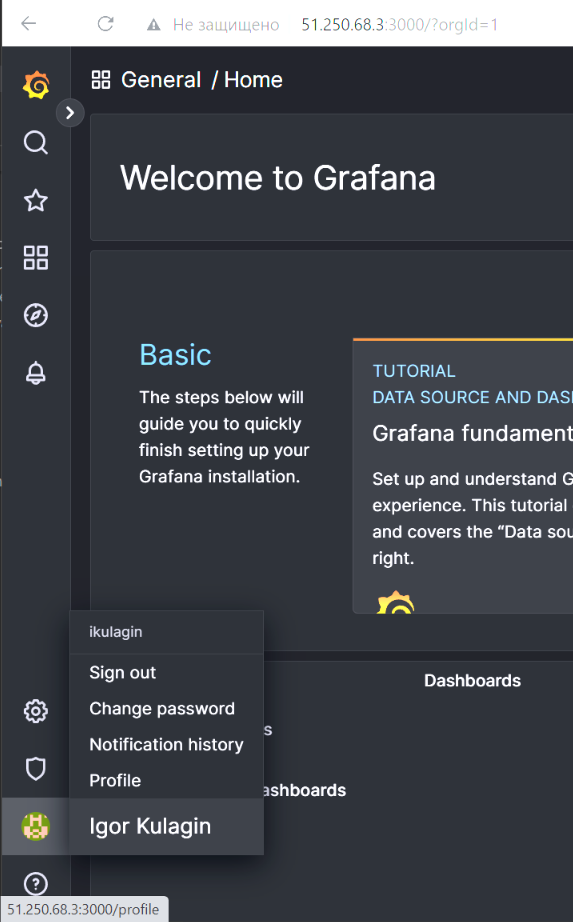 Не защищено 51.250.68.3:3000/?orgId=1
General / Home
Welcome to Grafana
Basic
The steps below will
guide you to quickly
finish setting up your
Grafana installation.
TUTORIAL
DATA SOURCE AND DAS
Grafana fundament
Set up and understand G
experience. This tutorial
and covers the “Data sou
right.
ikulagin
Sign out
Change password
Notification history
Profile
Igor Kulagin
Dashboards
s
ashboards
51.250.68.3:3000/profile